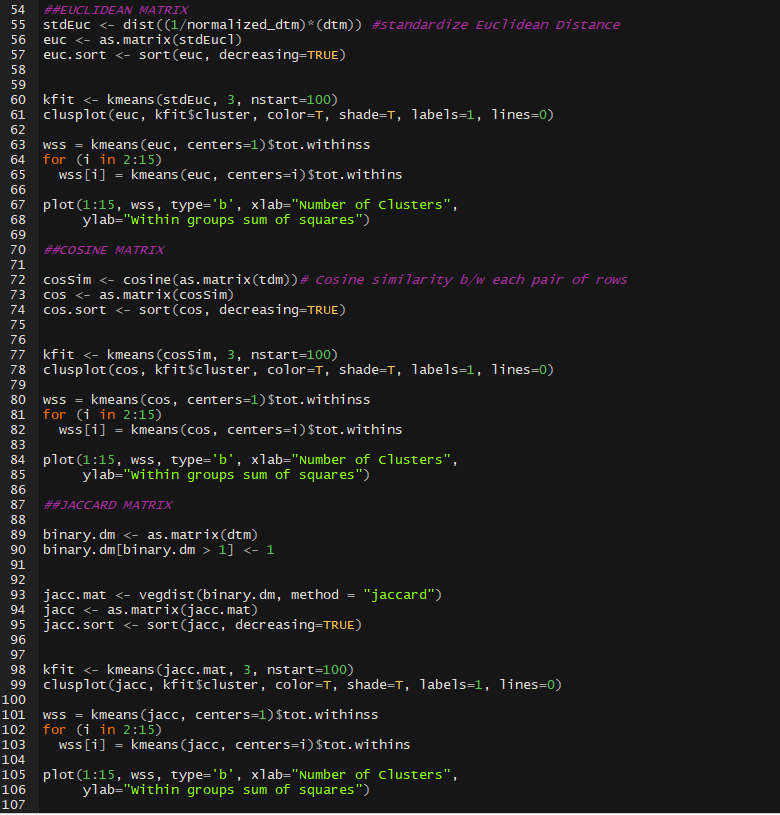 54 ##EUCLIDEAN MATRIX
55 stdEuc <- dist((1/normalized_dtm)*(dtm)) #standardize Euclidean Distance
56 euc <- as.matrix(stdEucl)
57 euc.sort <- sort(euc, decreasing=TRUE)
58
59
60 kfit <- kmeans(stdEuc, 3, nstart=100)
61 clusplot(euc, kfit$cluster, color=T, shade=T, labels=1, lines=0)
62
63 wss = kmeans(euc, centers=1)$tot.withinss
64 for (i in 2:15)
65   wss[i] = kmeans(euc, centers=i)$tot.withins
66
67 plot(1:15, wss, type='b', xlab="Number of Clusters",
68      ylab="Within groups sum of squares")
69
70 ##COSINE MATRIX
71
72 cosSim <- cosine(as.matrix(tdm))# Cosine similarity b/w each pair of rows
73 cos <- as.matrix(cosSim)
74 cos.sort <- sort(cos, decreasing=TRUE)
75
76
77 kfit <- kmeans(cosSim, 3, nstart=100)
78 clusplot(cos, kfit$cluster, color=T, shade=T, labels=1, lines=0)
79
80 wss = kmeans(cos, centers=1)$tot.withinss
81 for (i in 2:15)
82   wss[i] = kmeans(cos, centers=i)$tot.withins
83
84 plot(1:15, wss, type='b', xlab="Number of Clusters",
85      ylab="Within groups sum of squares")
86
87 ##JACCARD MATRIX
88
89 binary.dm <- as.matrix(dtm)
90 binary.dm[binary.dm > 1] <- 1
91
92
93 jacc.mat <- vegdist(binary.dm, method = "jaccard")
94 jacc <- as.matrix(jacc.mat)
95 jacc.sort <- sort(jacc, decreasing=TRUE)
96
97
98 kfit <- kmeans(jacc.mat, 3, nstart=100)
99 clusplot(jacc, kfit$cluster, color=T, shade=T, labels=1, lines=0)
100
101 wss = kmeans(jacc, centers=1)$tot.withinss
102 for (i in 2:15)
103   wss[i] = kmeans(jacc, centers=i)$tot.withins
104
105 plot(1:15, wss, type='b', xlab="Number of Clusters",
106      ylab="Within groups sum of squares")
107